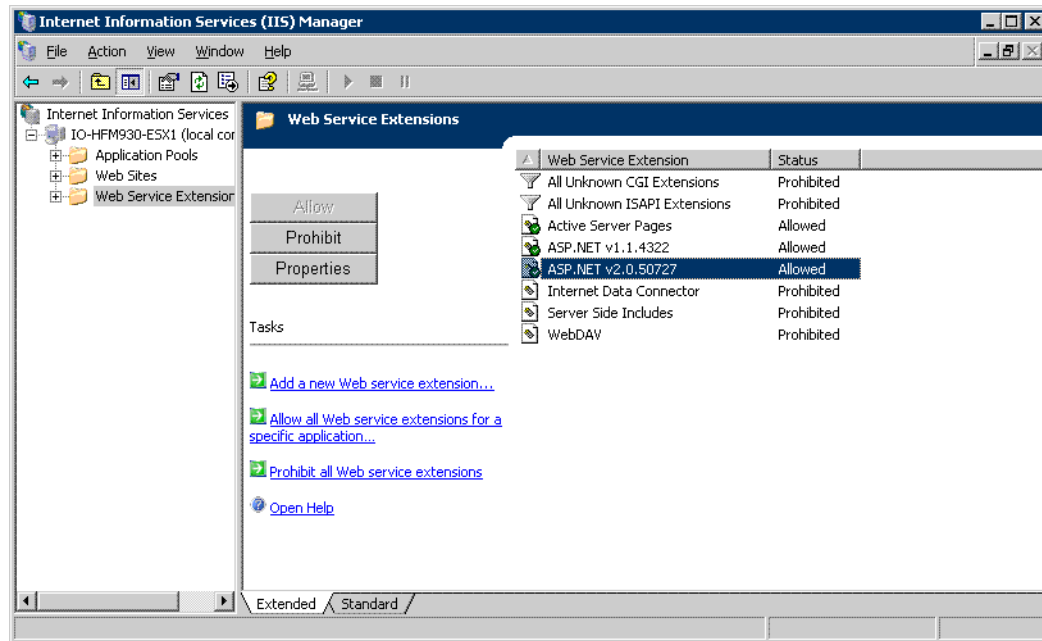 Internet Information Services (IIS) Manager
File Action View Window Help
Internet Information Services
IO-HFM930-ESX1 (local cor
Application Pools
Web Sites
Web Service Extension
Web Service Extensions
Allow
Prohibit
Properties
Tasks
Add a new Web service extension...
Allow all Web service extensions for a
specific application...
Prohibit all Web service extensions
Open Help
Web Service Extension Status
All Unknown CGI Extensions Prohibited
All Unknown ISAPI Extensions Prohibited
Active Server Pages Allowed
ASP.NET v1.1.4322 Allowed
ASP.NET v2.0.50727 Allowed
Internet Data Connector Prohibited
Server Side Includes Prohibited
WebDAV Prohibited
Extended Standard